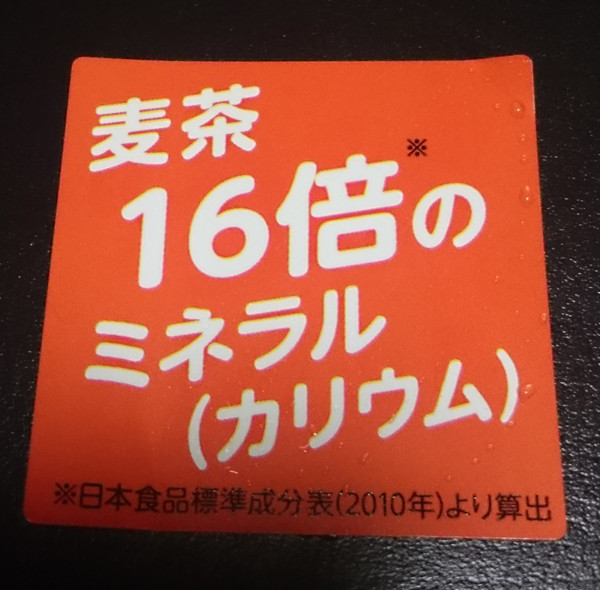 麦茶
16倍の※
ミネラル
(カリウム)
※日本食品標準成分表(2010年)より算出